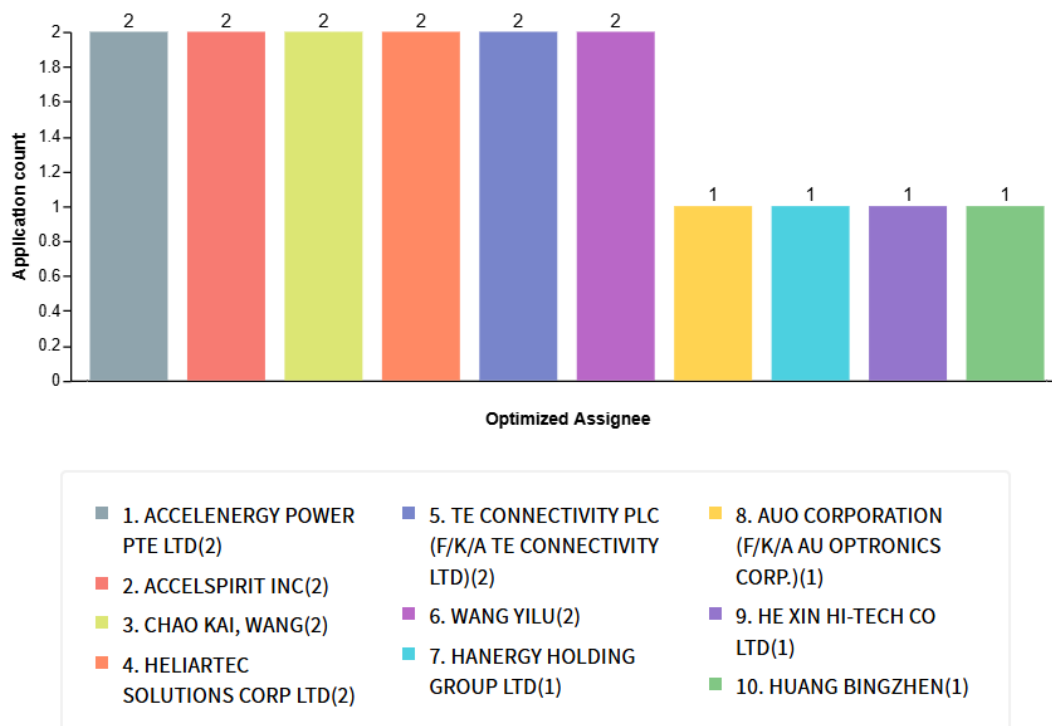 2 2 2 2 2 2
2
1.8
1.6
1.4
1.2
1 1 1 1
1
0.8
0.6
0.4
0.2
0
Application count
Optimized Assignee
1. ACCELENERGY POWER
PTE LTD(2)
2. ACCELSPIRIT INC(2)
3. CHAO KAI, WANG(2)
4. HELIARTEC
SOLUTIONS CORP LTD(2)
5. TE CONNECTIVITY PLC
(F/K/A TE CONNECTIVITY
LTD)(2)
6. WANG YILU(2)
7. HANERGY HOLDING
GROUP LTD(1)
8. AUO CORPORATION
(F/K/A AU OPTRONICS
CORP.)(1)
9. HE XIN HI-TECH CO
LTD(1)
10. HUANG BINGZHEN(1)